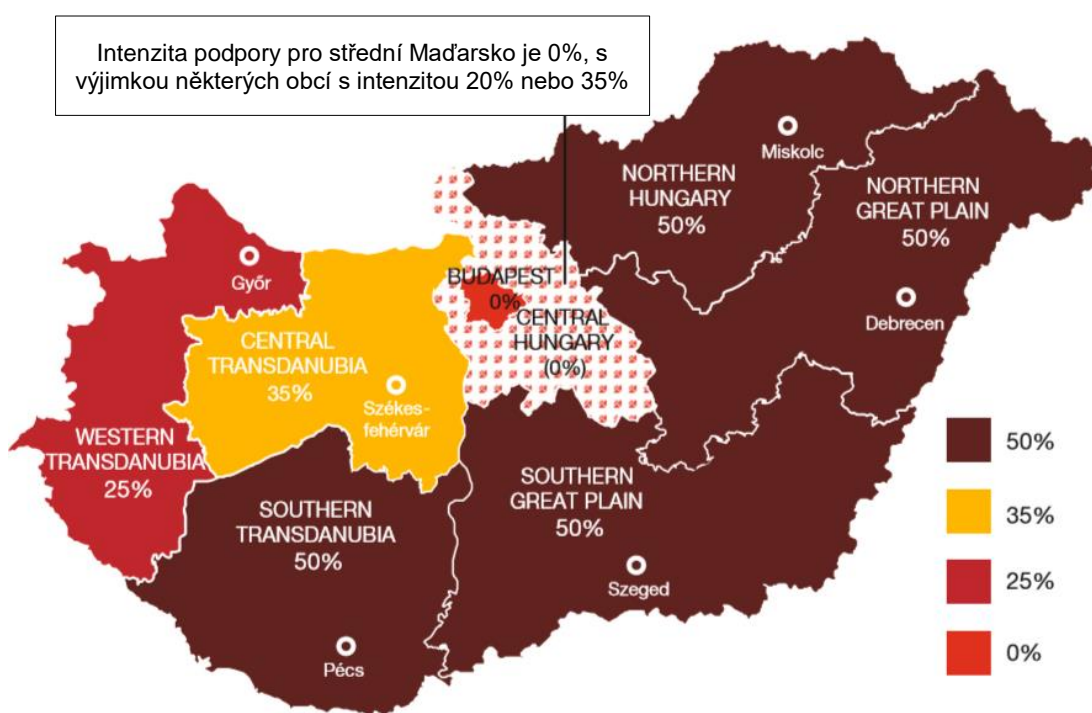 Intenzita podpory pro střední Maďarsko je 0%, s
výjimkou některých obcí s intenzitou 20% nebo 35%
Miskolc
NORTHERN
HUNGARY
50%
NORTHERN
GREAT PLAIN
50%
Győr
BUDAPEST
0%
Debrecen
CENTRAL
HUNGARY
(0%)
CENTRAL
TRANSDANUBIA
35%
Székes-
fehérvár
WESTERN
TRANSDANUBIA
25%
SOUTHERN
GREAT PLAIN
50%
SOUTHERN
TRANSDANUBIA
50%
Szeged
Pécs
50%
35%
25%
0%